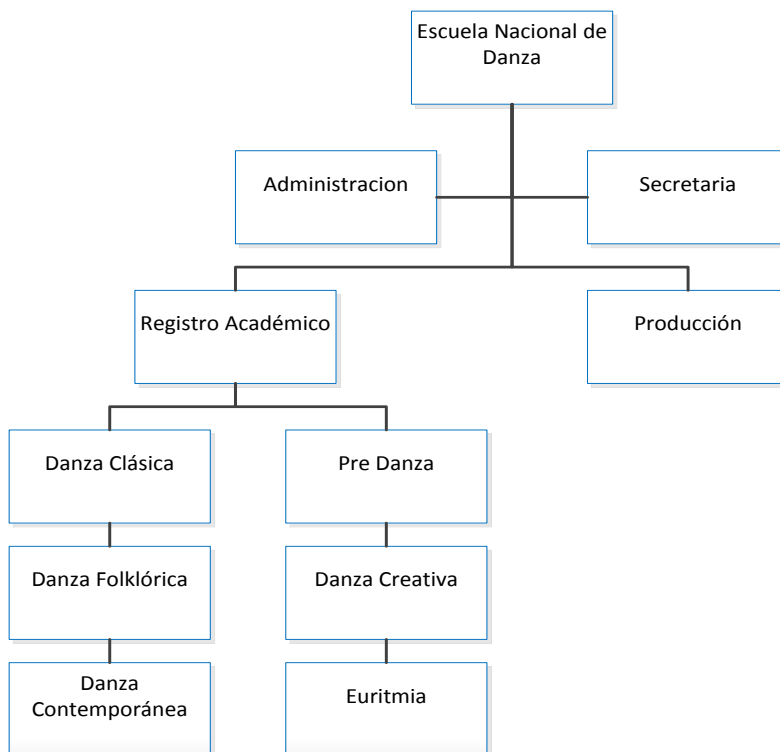 Escuela Nacional de
Danza
Administracion
Secretaria
Registro Académico
Producción
Danza Clásica
Pre Danza
Danza Folklórica
Danza Creativa
Danza
Contemporánea
Euritmia